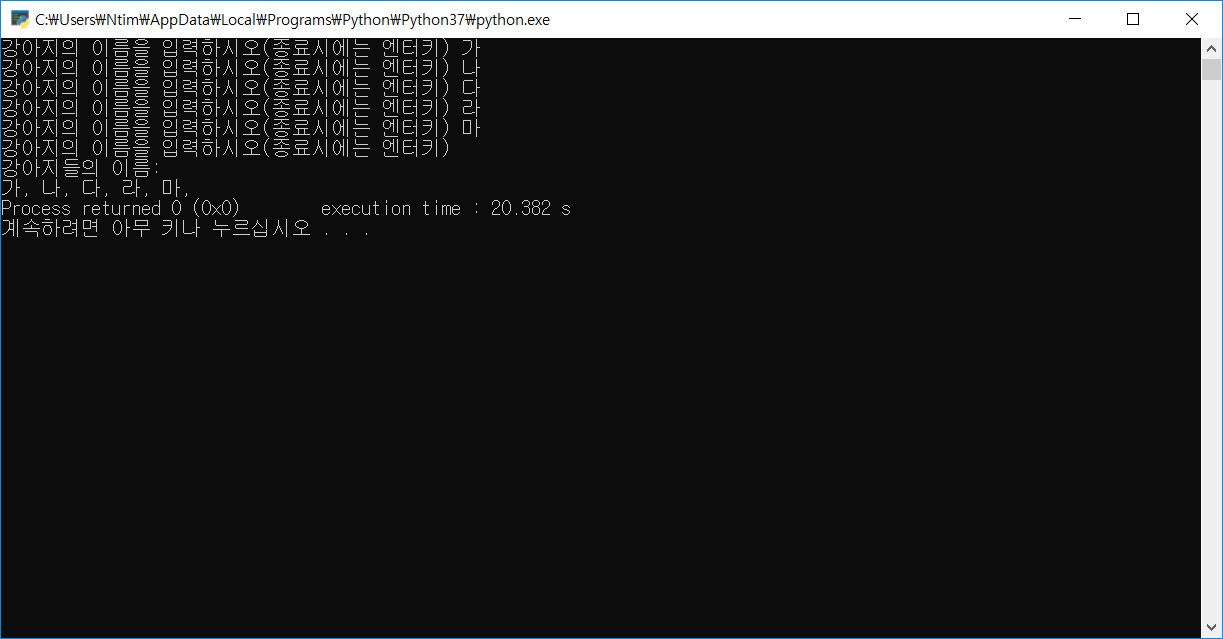 C:₩Users₩Ntim₩AppData₩Local₩Programs₩Python₩Python37₩python.exe
강아지의 이름을 입력하시오(종료시에는 엔터키) 가
강아지의 이름을 입력하시오(종료시에는 엔터키) 나
강아지의 이름을 입력하시오(종료시에는 엔터키) 다
강아지의 이름을 입력하시오(종료시에는 엔터키) 라
강아지의 이름을 입력하시오(종료시에는 엔터키) 마
강아지의 이름을 입력하시오(종료시에는 엔터키)
강아지들의 이름:
가, 나, 다, 라, 마,
Process returned 0 (0x0)        execution time : 20.382 s
계속하려면 아무 키나 누르십시오 . . .